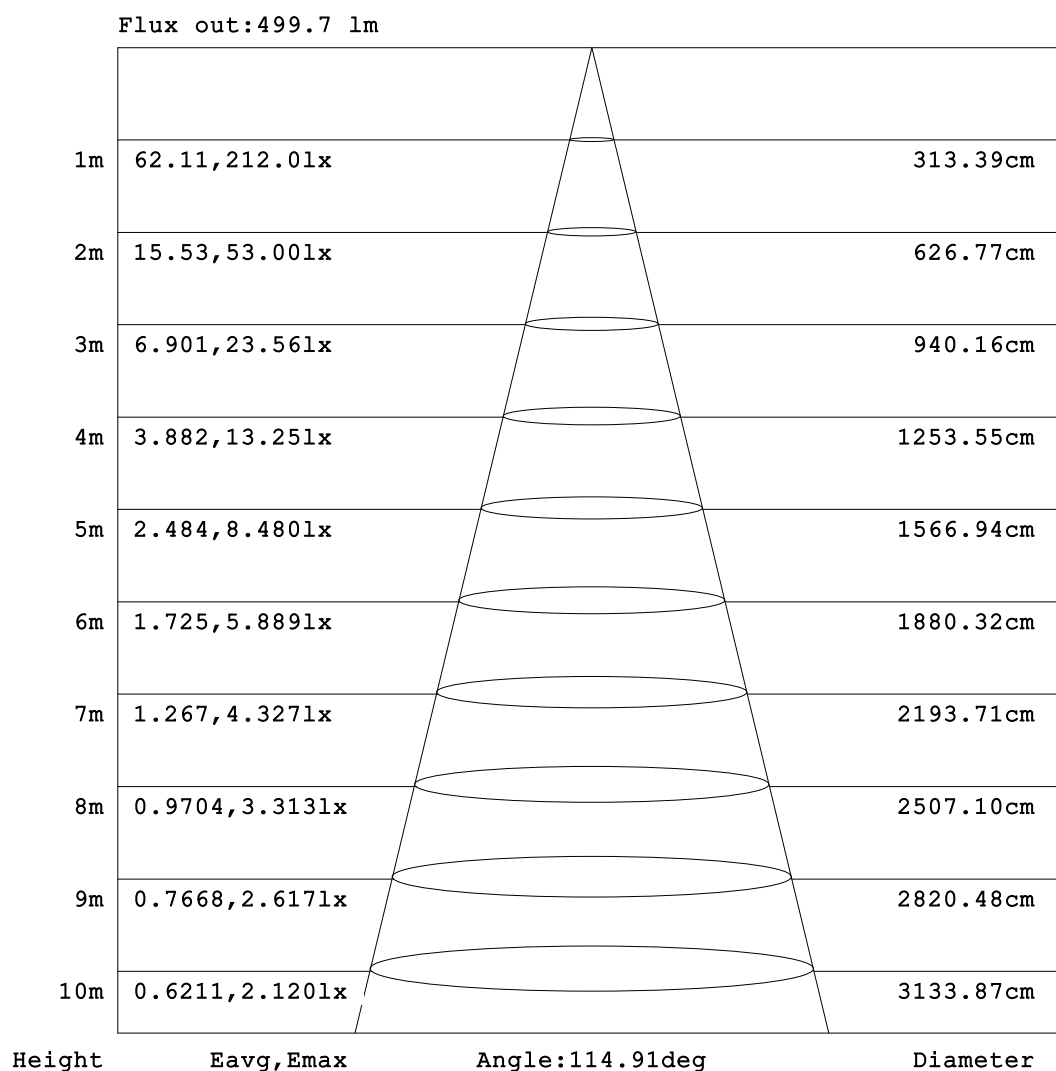 Flux out:499.7 lm
1m 62.11,212.0lx 313.39cm
2m 15.53,53.00lx 626.77cm
3m 6.901,23.56lx 940.16cm
4m 3.882,13.25lx 1253.55cm
5m 2.484,8.480lx 1566.94cm
6m 1.725,5.889lx 1880.32cm
7m 1.267,4.327lx 2193.71cm
8m 0.9704,3.313lx 2507.10cm
9m 0.7668,2.617lx 2820.48cm
10m 0.6211,2.120lx 3133.87cm
Height Eavg,Emax Angle:114.91deg Diameter